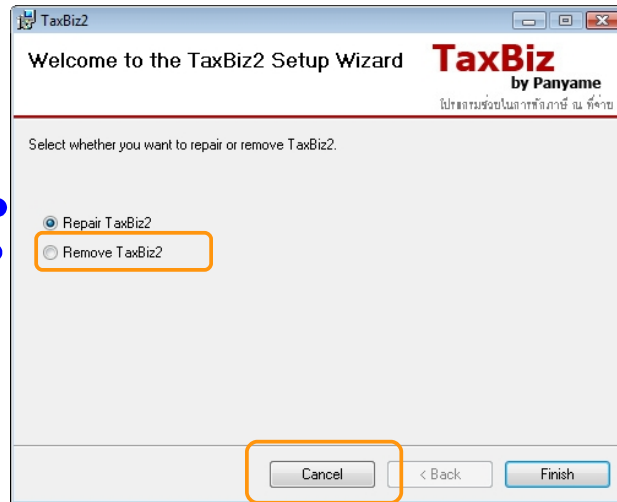 TaxBiz2
Welcome to the TaxBiz2 Setup Wizard
TaxBiz
by Panyame
โปรแกรมช่วยในการหักภาษี ณ ที่จ่าย
Select whether you want to repair or remove TaxBiz2.
Repair TaxBiz2
Remove TaxBiz2
Cancel
< Back
Finish